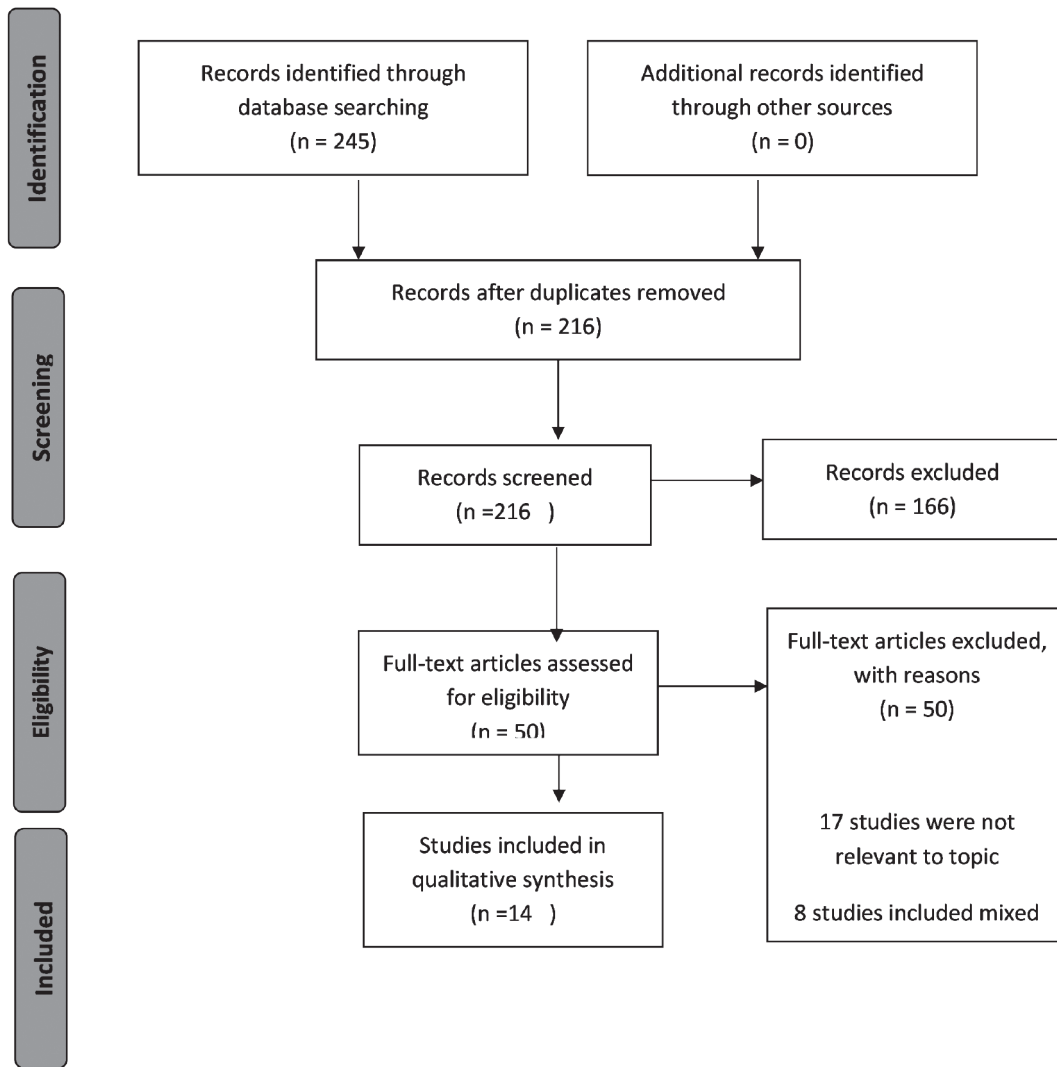 Identification
Records identified through
database searching
(n = 245)
Additional records identified
through other sources
(n = 0)
Records after duplicates removed
(n = 216)
Screening
Records screened
(n =216   )
Records excluded
(n = 166)
Eligibility
Full-text articles assessed
for eligibility
(n = 50)
Full-text articles excluded,
with reasons
(n = 50)
17 studies were not
relevant to topic
8 studies included mixed
Included
Studies included in
qualitative synthesis
(n =14   )